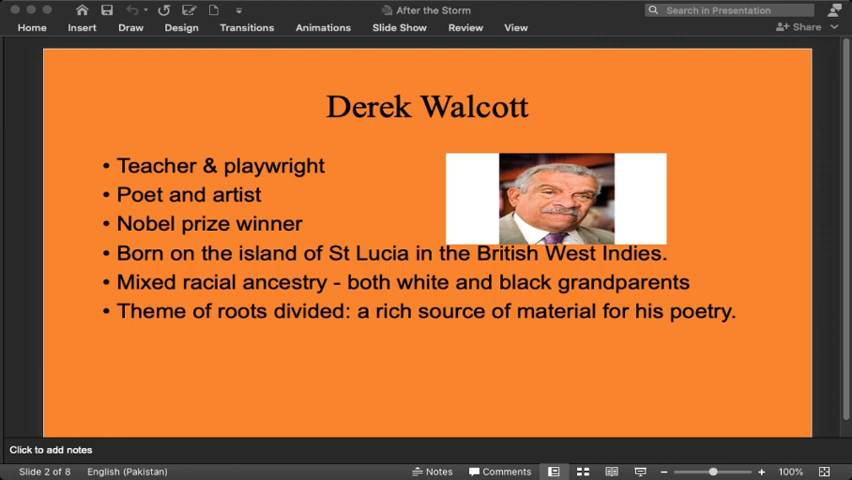 After the Storm
Search in Presentation
Home Insert Draw Design Transitions Animations Slide Show Review View Share
Derek Walcott
• Teacher & playwright
• Poet and artist
• Nobel prize winner
• Born on the island of St Lucia in the British West Indies.
• Mixed racial ancestry - both white and black grandparents
• Theme of roots divided: a rich source of material for his poetry.
Click to add notes
Slide 2 of 8 English (Pakistan) Notes Comments 100%